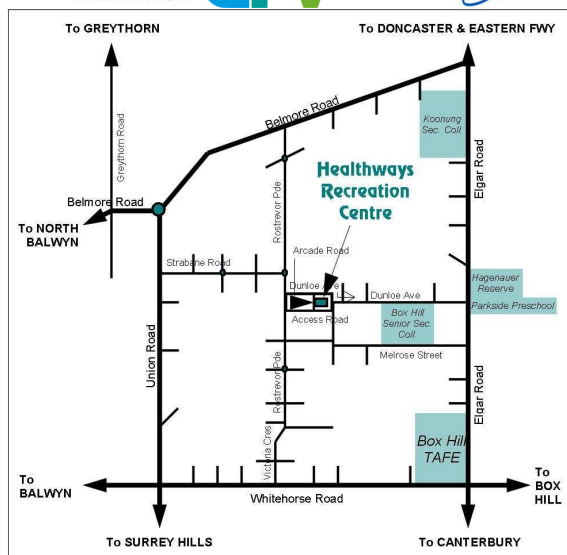 To GREYTHORN
To DONCASTER & EASTERN FWY
Greythorn Road
Belmore Road
Koonung
Sec. Coll.
Elgar Road
Healthways
Recreation
Centre
Rostrevor Pde
Belmore Road
To NORTH
BALWYN
Arcade Road
Strabane Road
Dunloe Ave
Dunloe Ave.
Hagenauer
Reserve
Parkside Preschool
Access Road
Box Hill
Senior Sec.
Coll.
Melrose Street
Union Road
Rostrevor Pde
Elgar Road
Victoria Cres
Box Hill
TAFE
To
BALWYN
Whitehorse Road
To
BOX
HILL
To SURREY HILLS
To CANTERBURY